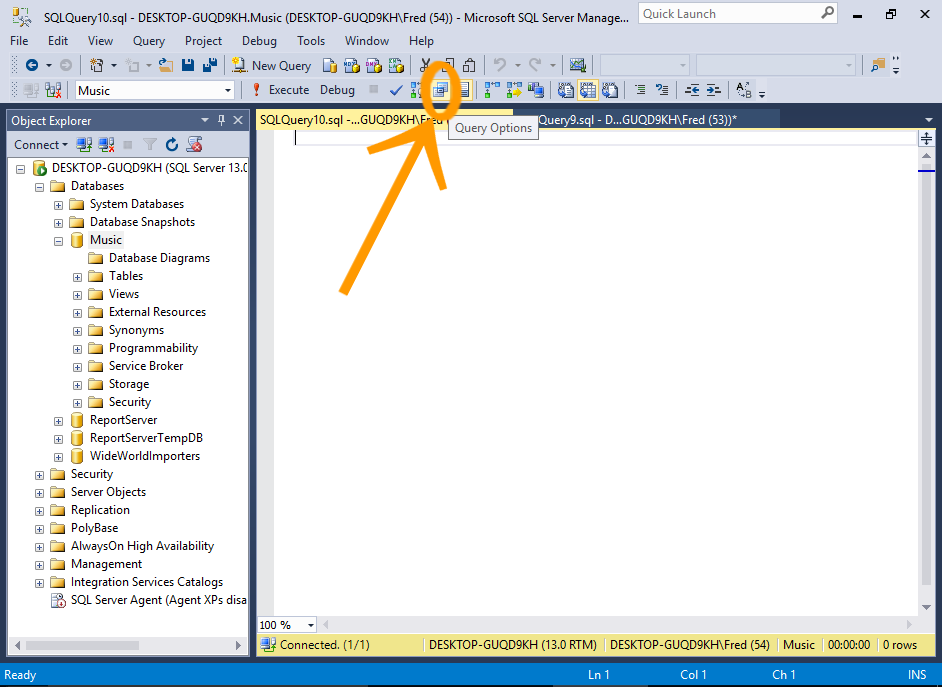 SQLQuery10.sql - DESKTOP-GUQD9KH.Music (DESKTOP-GUQD9KH\Fred (54)) - Microsoft SQL Server Manage...
Quick Launch
File Edit View Query Project Debug Tools Window Help
New Query
Music Execute Debug
Object Explorer
SQLQuery10.sql -...GUQD9KH\Fred
Query9.sql - D...GUQD9KH\Fred (53))*
Query Options
Connect
DESKTOP-GUQD9KH (SQL Server 13.0
Databases
System Databases
Database Snapshots
Music
Database Diagrams
Tables
Views
External Resources
Synonyms
Programmability
Service Broker
Storage
Security
ReportServer
ReportServerTempDB
WideWorldImporters
Security
Server Objects
Replication
PolyBase
AlwaysOn High Availability
Management
Integration Services Catalogs
SQL Server Agent (Agent XPs disa
100 %
Connected. (1/1) DESKTOP-GUQD9KH (13.0 RTM) DESKTOP-GUQD9KH\Fred (54) Music 00:00:00 0 rows
Ready Ln 1 Col 1 Ch 1 INS